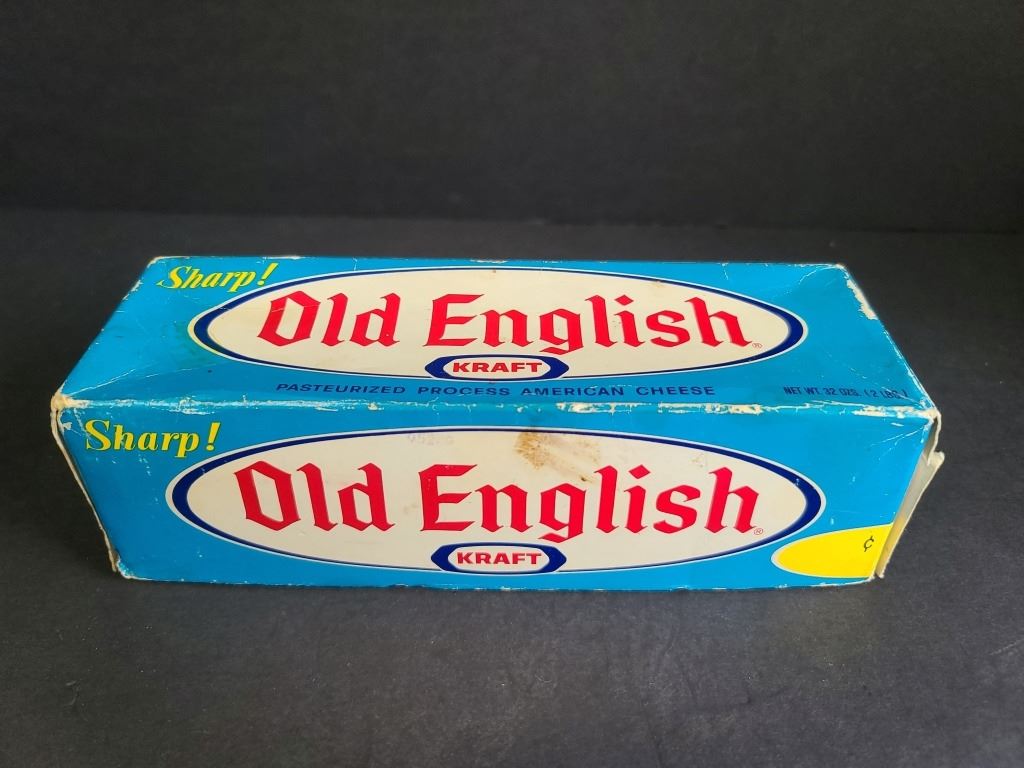 Sharp!
Old English®
KRAFT
PASTEURIZED PROCESS AMERICAN CHEESE
NET WT. 32 OZS. (2 LBS.)
Sharp!
Old English®
KRAFT
¢